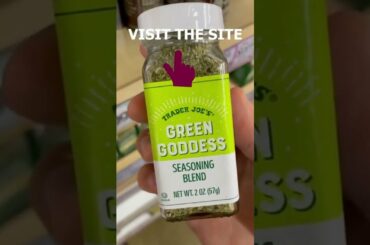 VISIT THE SITE
TRADER JOE'S
GREEN
GODDESS
SEASONING
BLEND
NET WT. 2 OZ (57g)